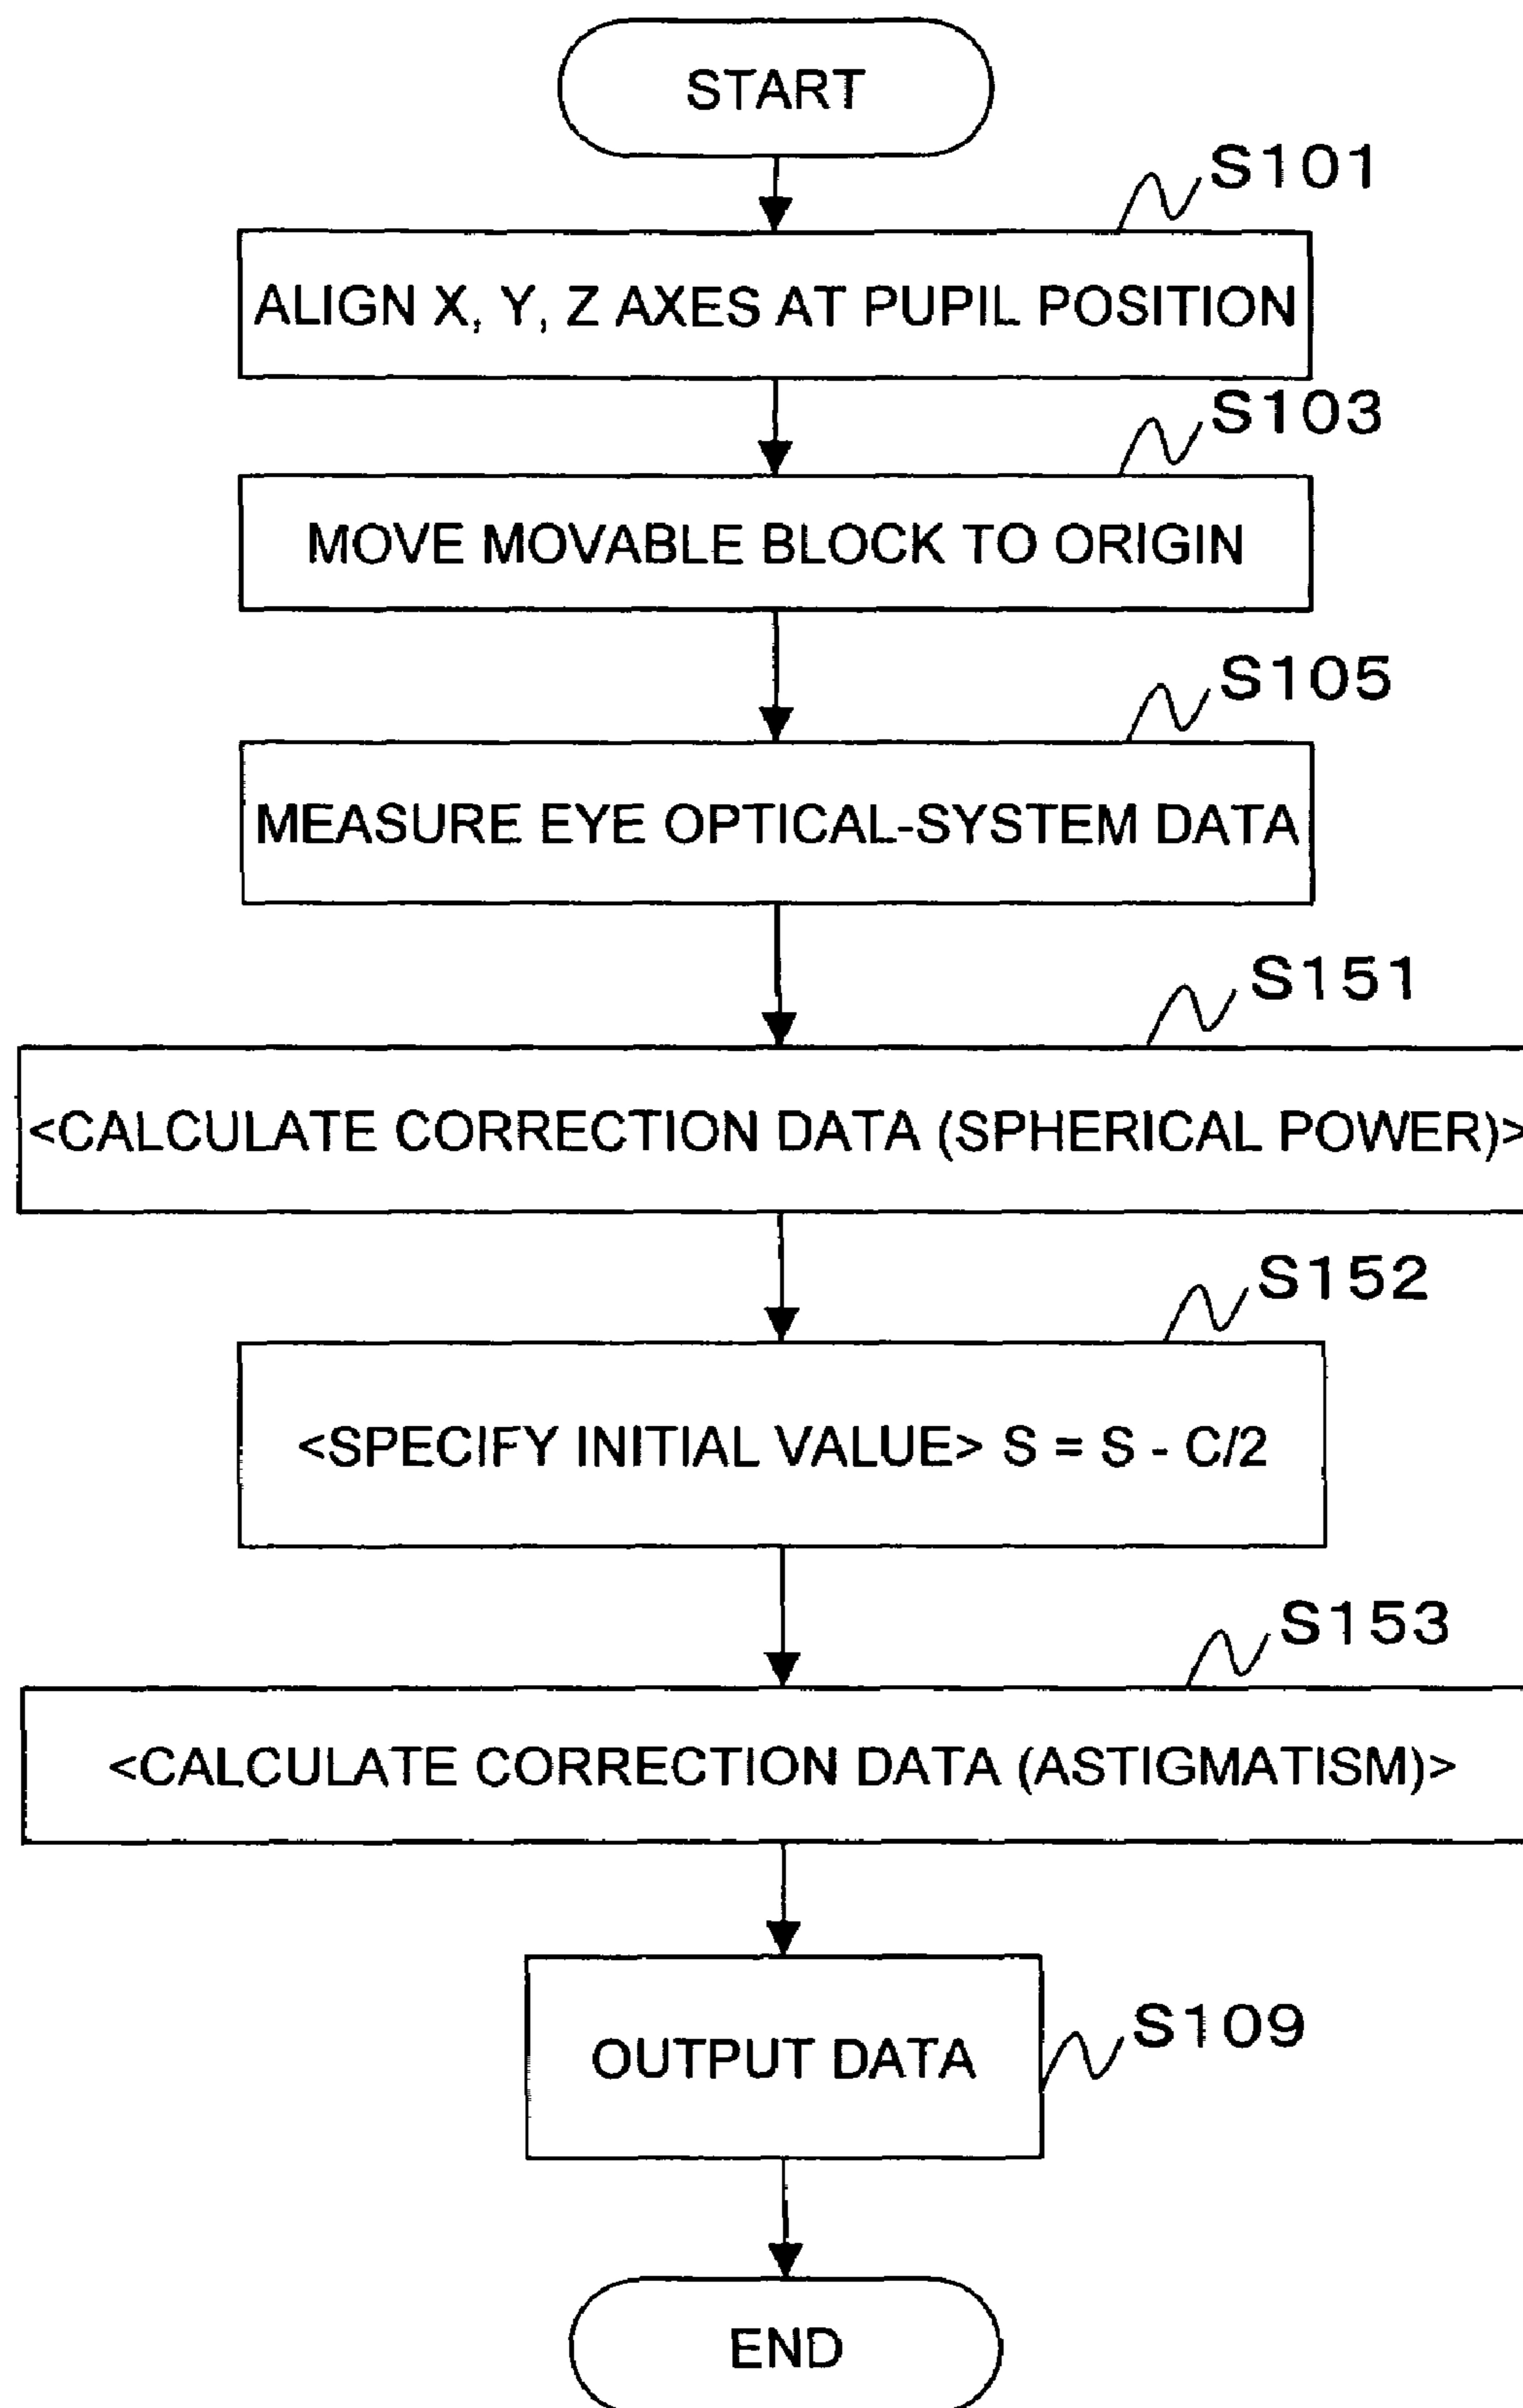 START
S101
ALIGN X, Y, Z AXES AT PUPIL POSITION
S103
MOVE MOVABLE BLOCK TO ORIGIN
S105
MEASURE EYE OPTICAL-SYSTEM DATA
S151
<CALCULATE CORRECTION DATA (SPHERICAL POWER)>
S152
<SPECIFY INITIAL VALUE> S = S - C/2
S153
<CALCULATE CORRECTION DATA (ASTIGMATISM)>
S109
OUTPUT DATA
END